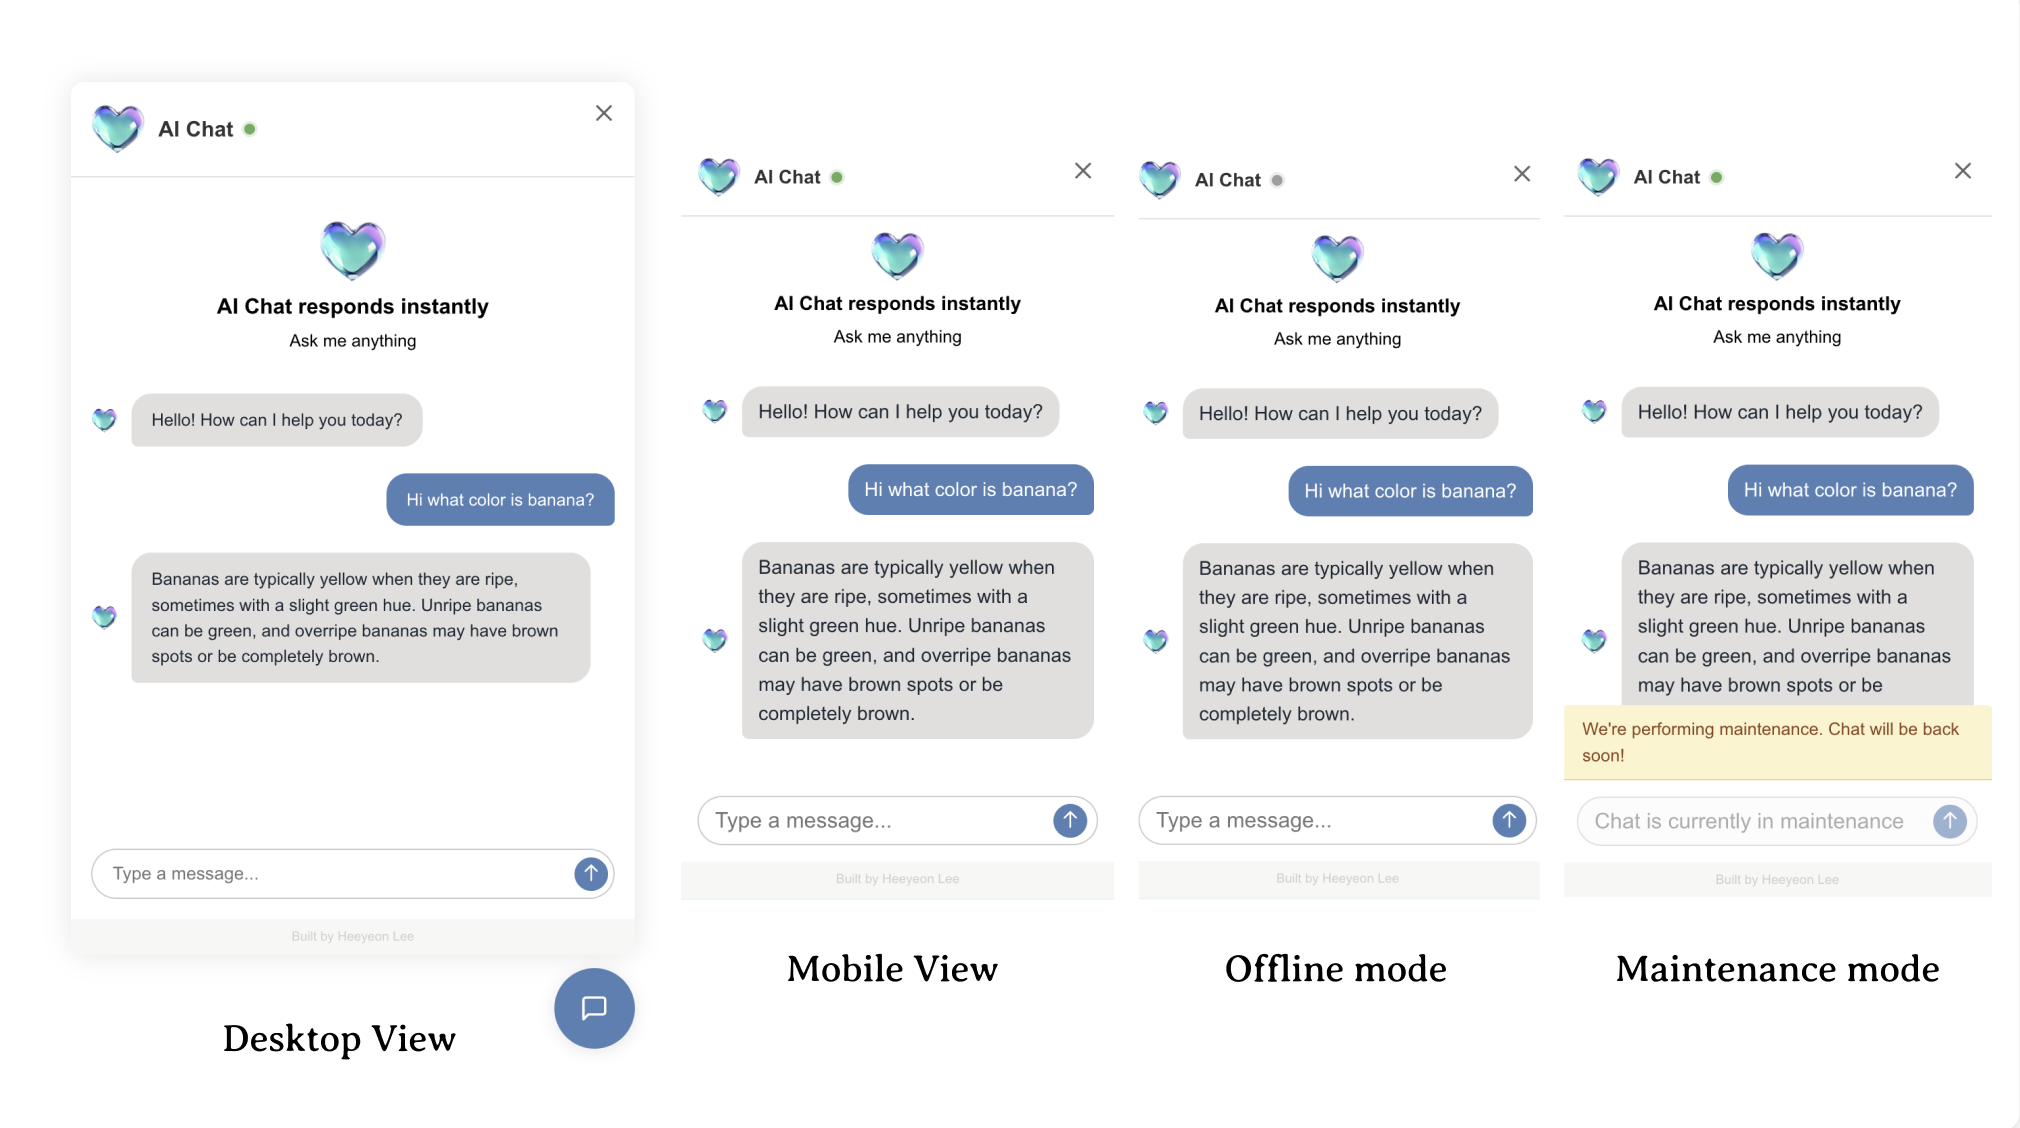 AI Chat
AI Chat responds instantly
Ask me anything
Hello! How can I help you today?
Hi what color is banana?
Bananas are typically yellow when they are ripe,
sometimes with a slight green hue. Unripe bananas
can be green, and overripe bananas may have brown
spots or be completely brown.
Type a message...
Built by Heeyeon Lee
Desktop View
AI Chat
AI Chat responds instantly
Ask me anything
Hello! How can I help you today?
Hi what color is banana?
Bananas are typically yellow when
they are ripe, sometimes with a
slight green hue. Unripe bananas
can be green, and overripe bananas
may have brown spots or be
completely brown.
Type a message...
Built by Heeyeon Lee
Mobile View
AI Chat
AI Chat responds instantly
Ask me anything
Hello! How can I help you today?
Hi what color is banana?
Bananas are typically yellow when
they are ripe, sometimes with a
slight green hue. Unripe bananas
can be green, and overripe bananas
may have brown spots or be
completely brown.
Type a message...
Built by Heeyeon Lee
Offline mode
AI Chat
AI Chat responds instantly
Ask me anything
Hello! How can I help you today?
Hi what color is banana?
Bananas are typically yellow when
they are ripe, sometimes with a
slight green hue. Unripe bananas
can be green, and overripe bananas
may have brown spots or be
We're performing maintenance. Chat will be back
soon!
Chat is currently in maintenance
Built by Heeyeon Lee
Maintenance mode